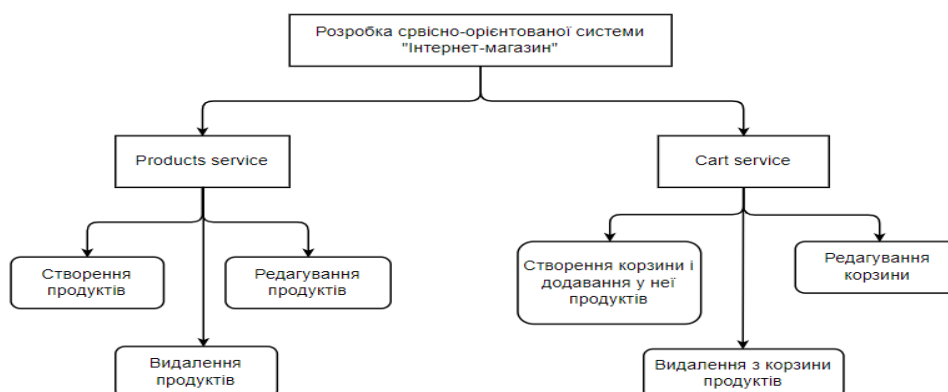 Розробка срвісно-орієнтованої системи
"Інтернет-магазин"
Products service
Cart service
Створення
продуктів
Редагування
продуктів
Створення корзини і
додавання у неї
продуктів
Редагування
корзини
Видалення
продуктів
Видалення з корзини
продуктів